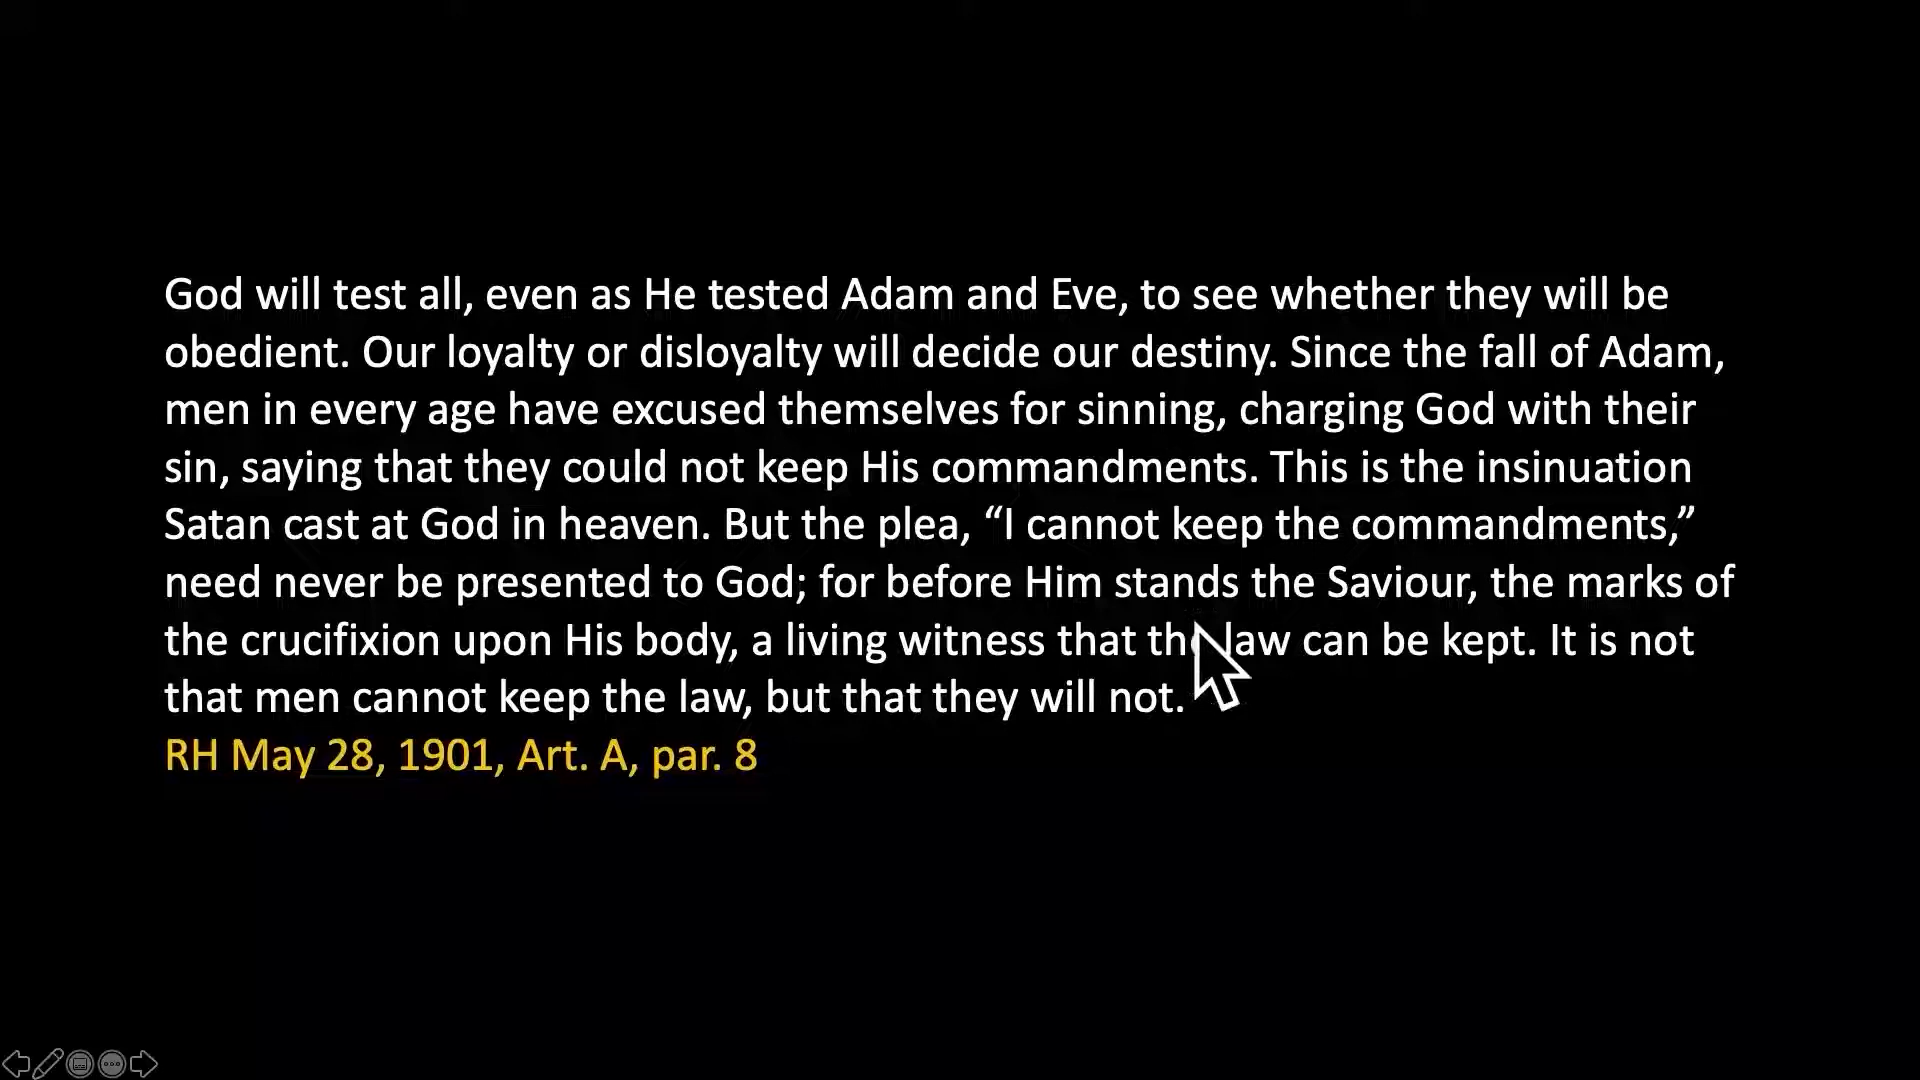 God will test all, even as He tested Adam and Eve, to see whether they will be
obedient. Our loyalty or disloyalty will decide our destiny. Since the fall of Adam,
men in every age have excused themselves for sinning, charging God with their
sin, saying that they could not keep His commandments. This is the insinuation
Satan cast at God in heaven. But the plea, “I cannot keep the commandments,”
need never be presented to God; for before Him stands the Saviour, the marks of
the crucifixion upon His body, a living witness that the law can be kept. It is not
that men cannot keep the law, but that they will not.
RH May 28, 1901, Art. A, par. 8